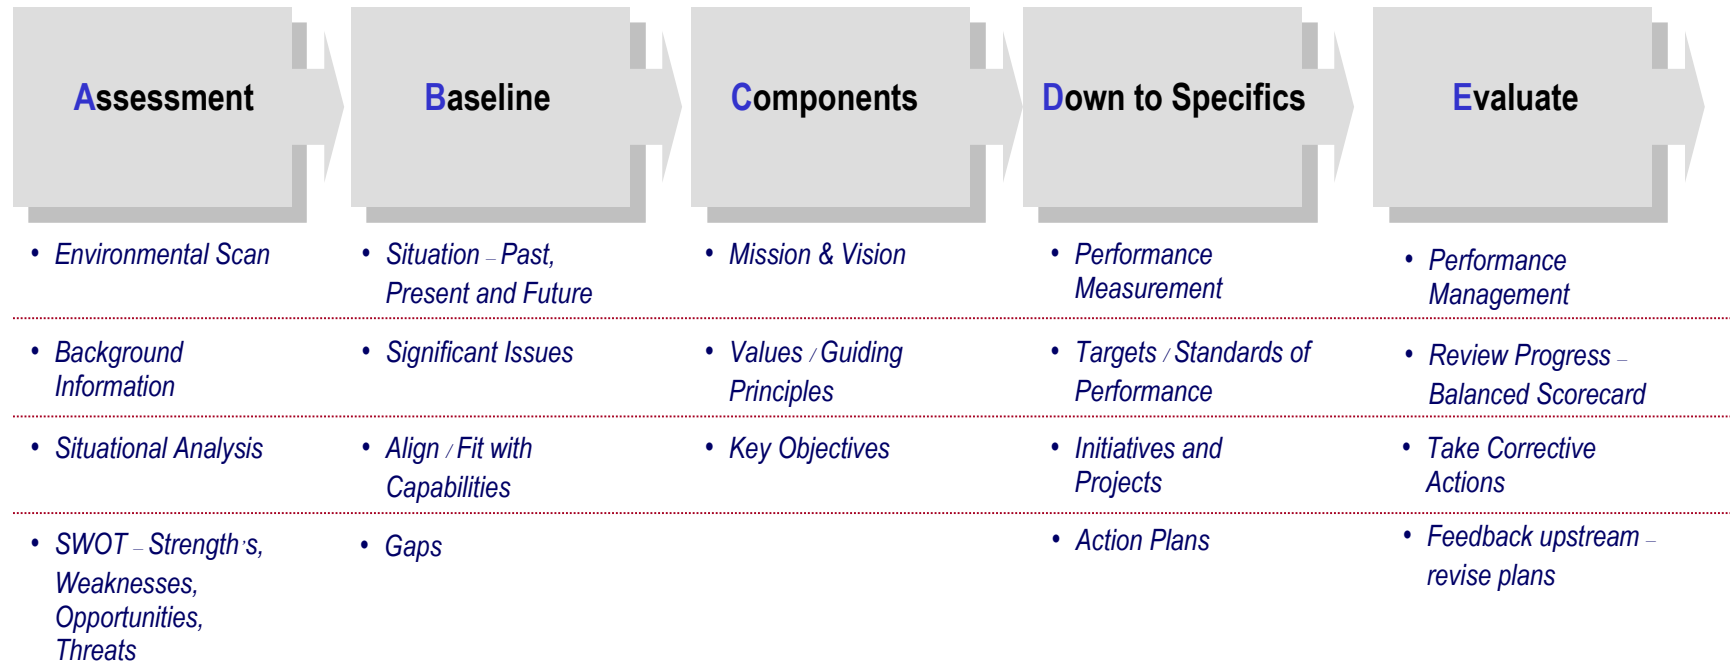 Assessment
Baseline
Components
Down to Specifics
Evaluate
• Environmental Scan
• Situation – Past,
Present and Future
• Mission & Vision
• Performance
Measurement
• Performance
Management
• Background
Information
• Significant Issues
• Values / Guiding
Principles
• Targets / Standards of
Performance
• Review Progress –
Balanced Scorecard
• Situational Analysis
• Align / Fit with
Capabilities
• Key Objectives
• Initiatives and
Projects
• Take Corrective
Actions
• SWOT – Strength's,
Weaknesses,
Opportunities,
Threats
• Gaps
• Action Plans
• Feedback upstream –
revise plans